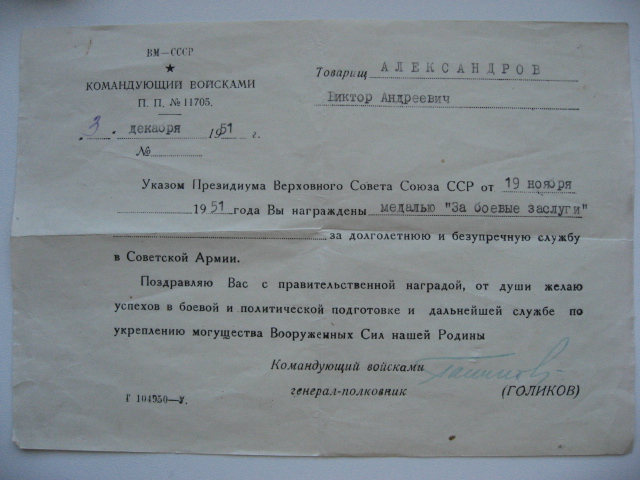 ВМ—СССР
★
КОМАНДУЮЩИЙ ВОЙСКАМИ
П. П. № 11705.
3. декабря 1951 г.
№
Товарищ АЛЕКСАНДРОВ
Виктор Андреевич
Указом Президиума Верховного Совета Союза ССР от 19 ноября
1951 года Вы награждены медалью "За боевые заслуги"
за долголетнюю и безупречную службу
в Советской Армии.
Поздравляю Вас с правительственной наградой, от души желаю
успехов в боевой и политической подготовке и дальнейшей службе по
укреплению могущества Вооруженных Сил нашей Родины
Командующий войсками
генерал-полковник (ГОЛИКОВ)
Г 104950—У.